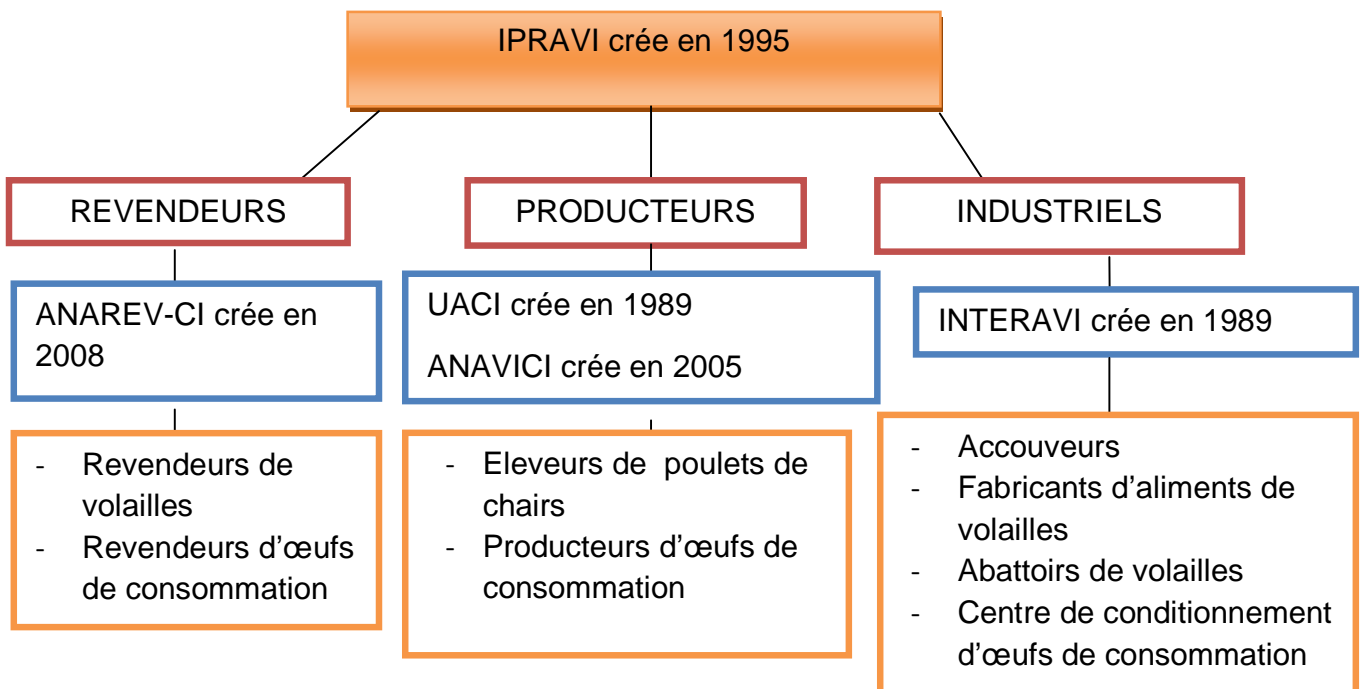 IPRAVI crée en 1995
REVENDEURS
PRODUCTEURS
INDUSTRIELS
ANAREV-CI crée en
2008
UACI crée en 1989
ANAVICI crée en 2005
INTERAVI crée en 1989
- Revendeurs de
volailles
- Revendeurs d'œufs
de consommation
- Eleveurs de poulets de
chairs
- Producteurs d'œufs de
consommation
- Accouveurs
- Fabricants d'aliments de
volailles
- Abattoirs de volailles
- Centre de conditionnement
d'œufs de consommation